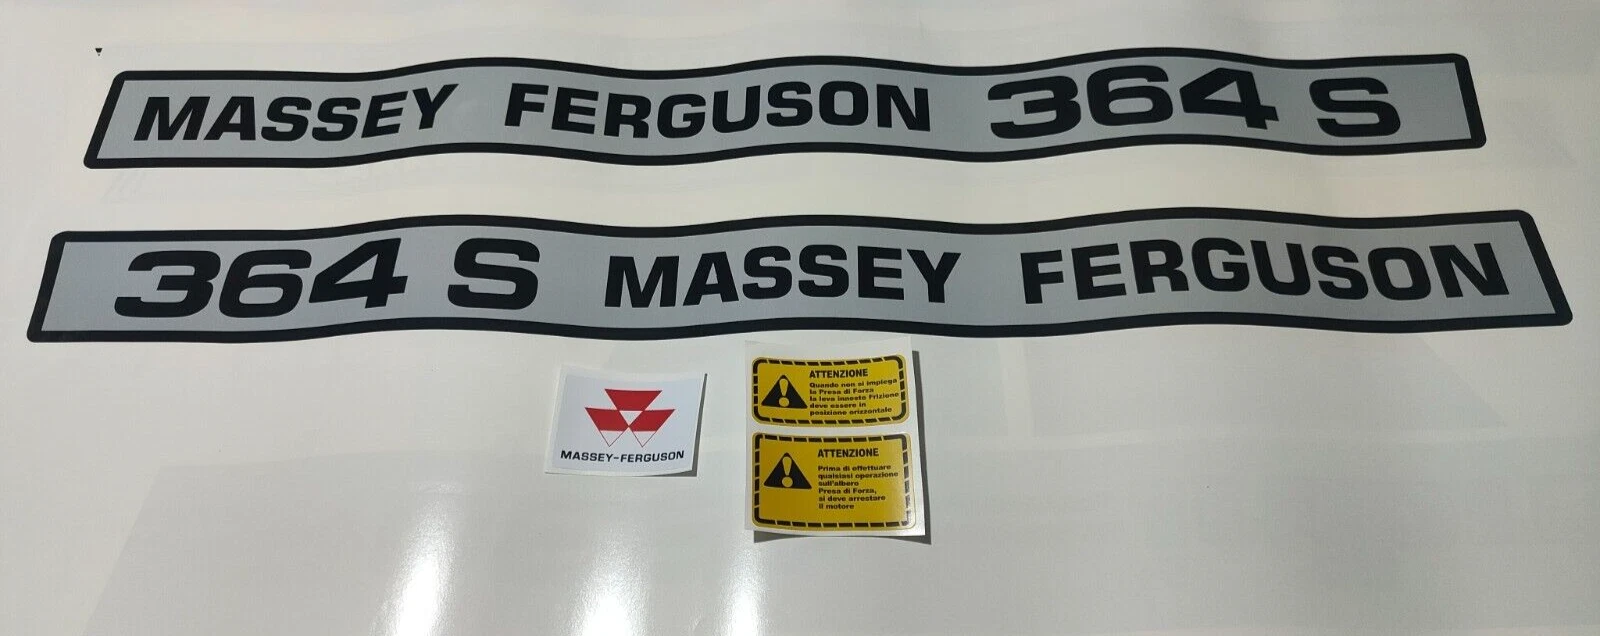 MASSEY FERGUSON 364 S
364 S MASSEY FERGUSON
MASSEY-FERGUSON
ATTENZIONE
Quando non si impiega
la Presa di Forza
la leva innesto Frizione
deve essere in
posizione orizzontale
ATTENZIONE
Prima di effettuare
qualsiasi operazione
sull'albero
Presa di Forza,
si deve arrestare
il motore